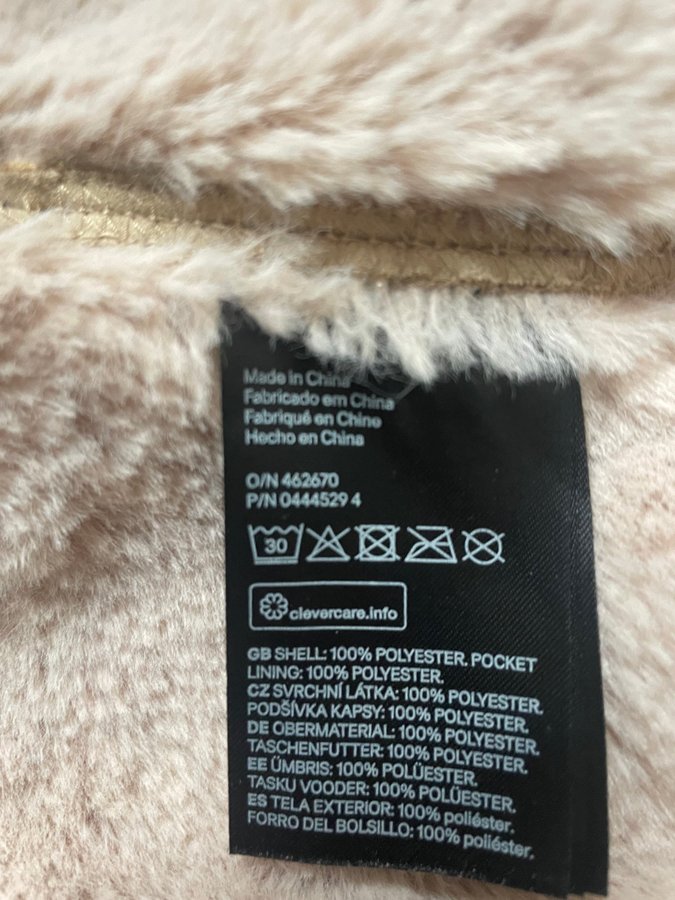 Made in China
Fabricado em China
Fabriqué en Chine
Hecho en China
O/N 462670
P/N 0444529 4
30
clevercare.info
GB SHELL: 100% POLYESTER. POCKET
LINING: 100% POLYESTER.
CZ SVRCHNÍ LÁTKA: 100% POLYESTER.
PODŠÍVKA KAPSY: 100% POLYESTER.
DE OBERMATERIAL: 100% POLYESTER.
TASCHENFUTTER: 100% POLYESTER.
EE ÜMBRIS: 100% POLÜESTER.
TASKU VOODER: 100% POLÜESTER.
ES TELA EXTERIOR: 100% poliéster.
FORRO DEL BOLSILLO: 100% poliéster.